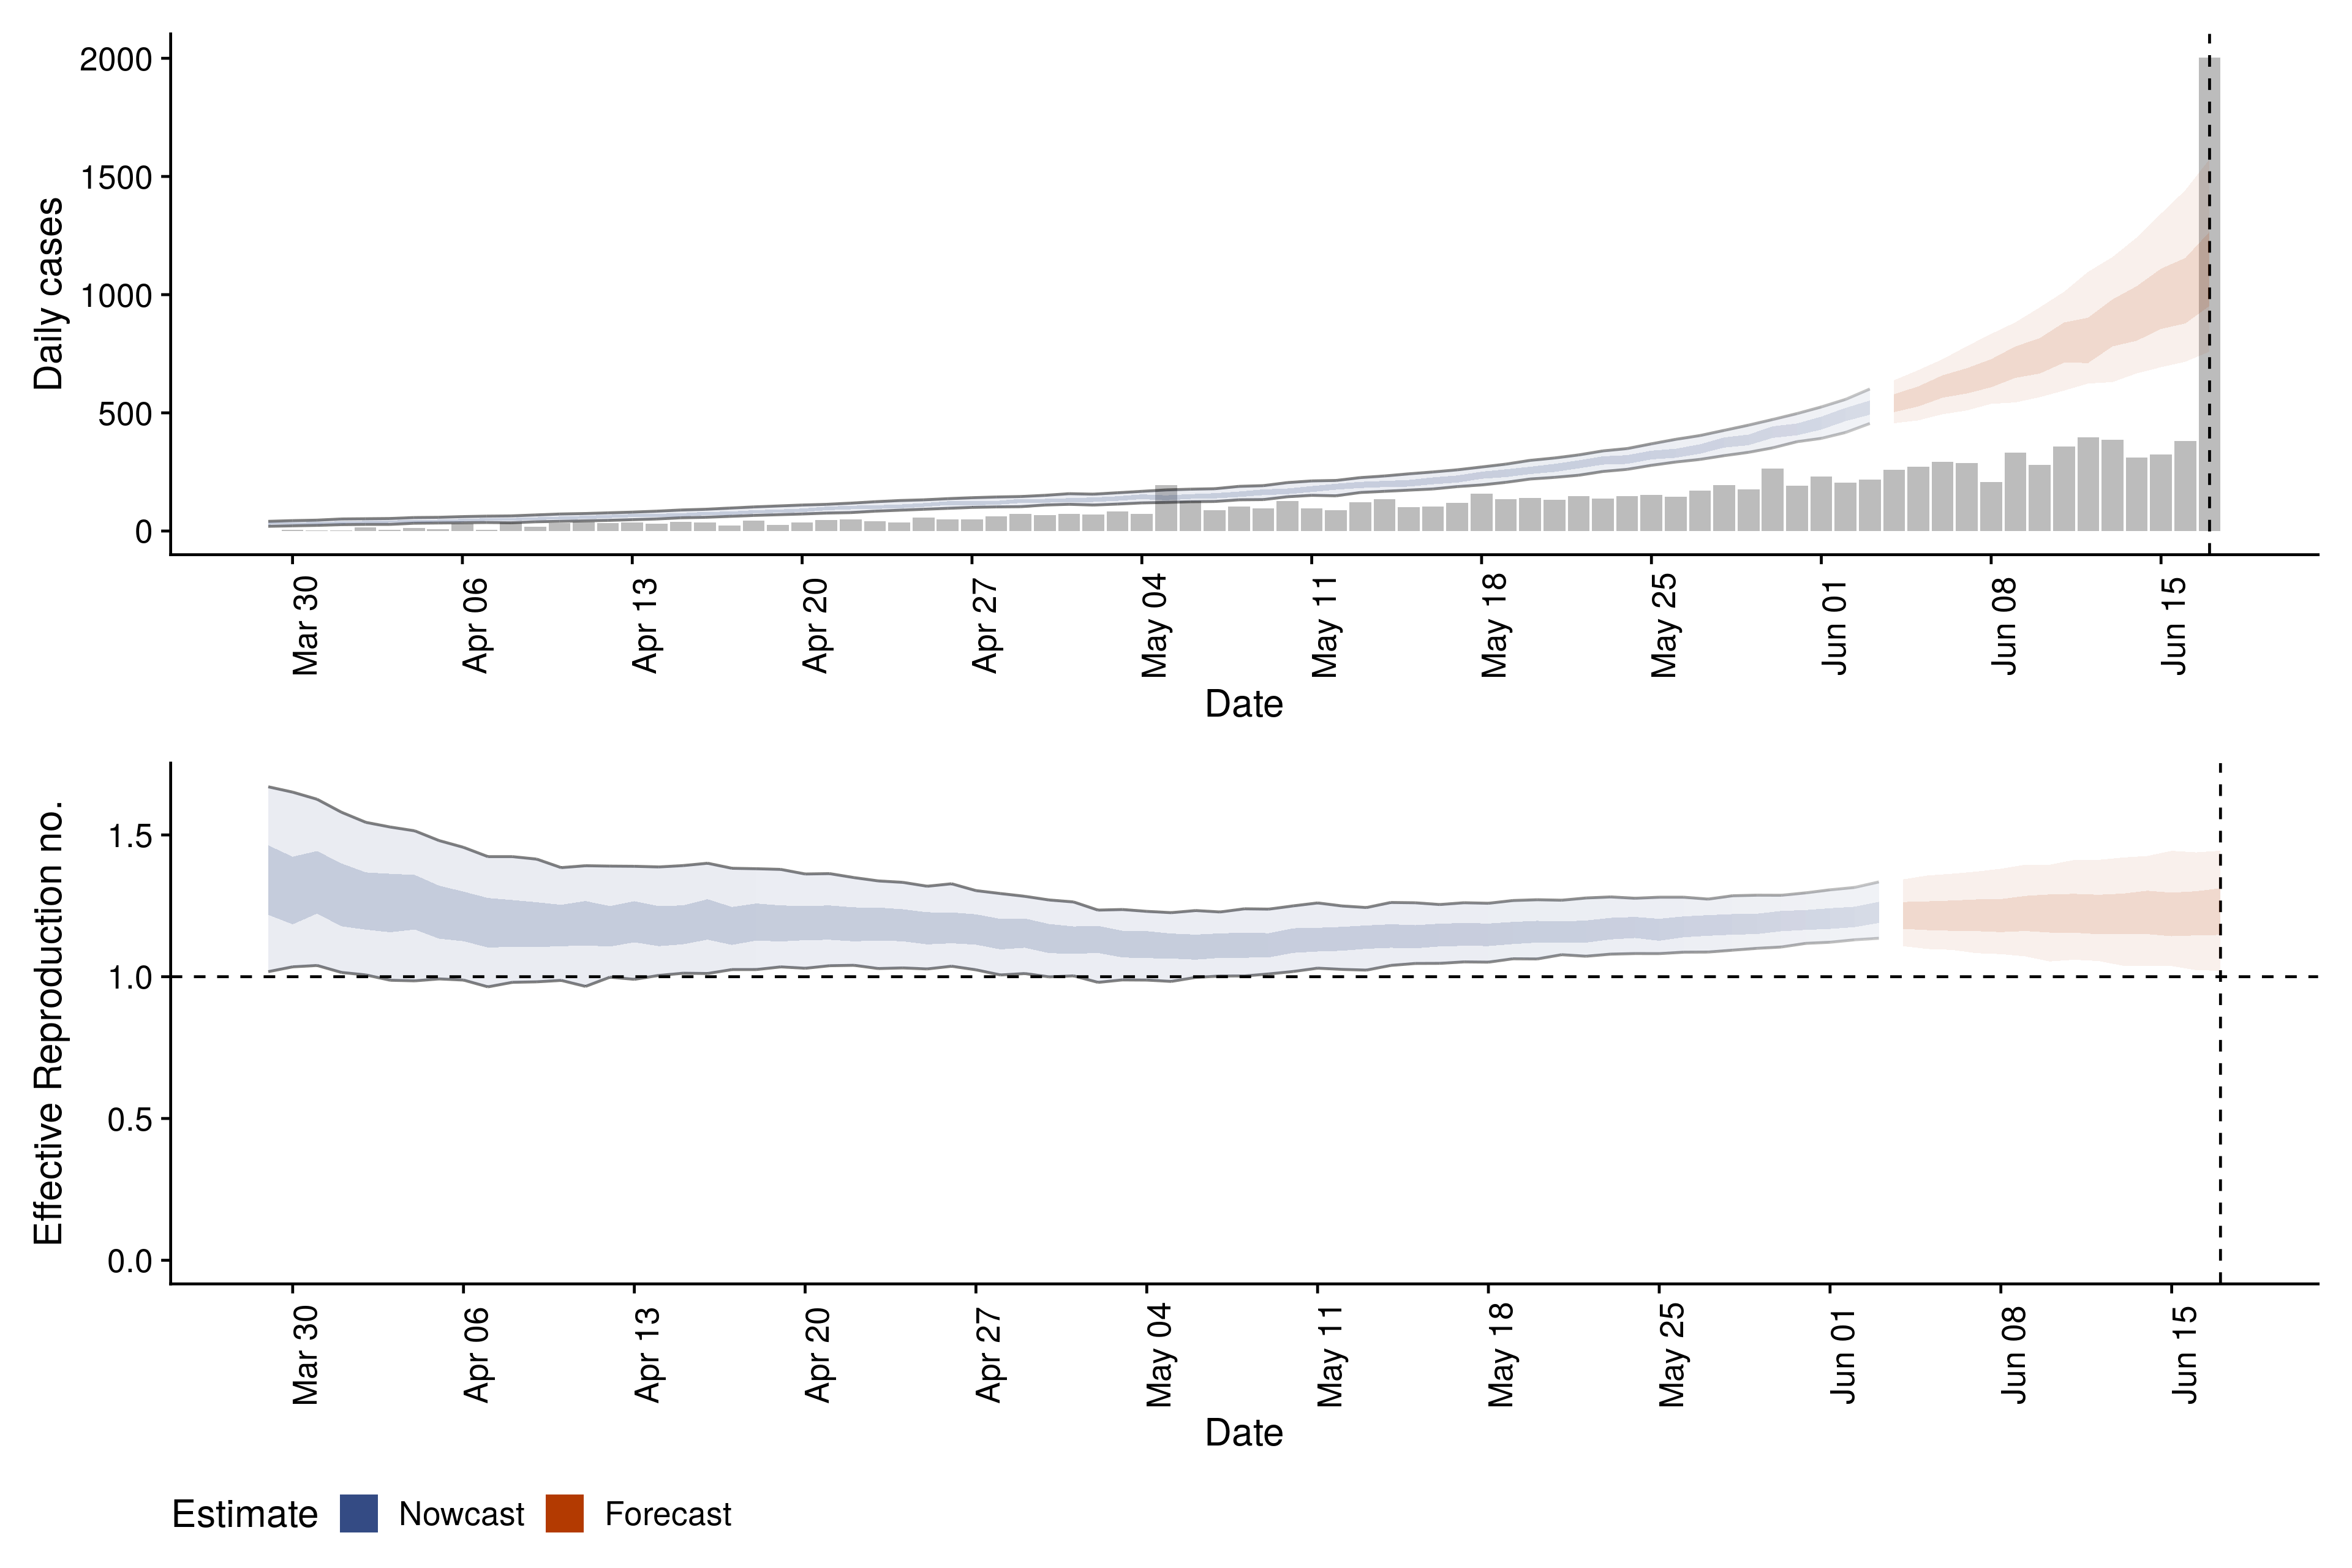 Daily cases
2000
1500
1000
500
0
Mar 30
Apr 06
Apr 13
Apr 20
Apr 27
May 04
May 11
May 18
May 25
Jun 01
Jun 08
Jun 15
Date
Effective Reproduction no.
1.5
1.0
0.5
0.0
Mar 30
Apr 06
Apr 13
Apr 20
Apr 27
May 04
May 11
May 18
May 25
Jun 01
Jun 08
Jun 15
Date
Estimate Nowcast Forecast